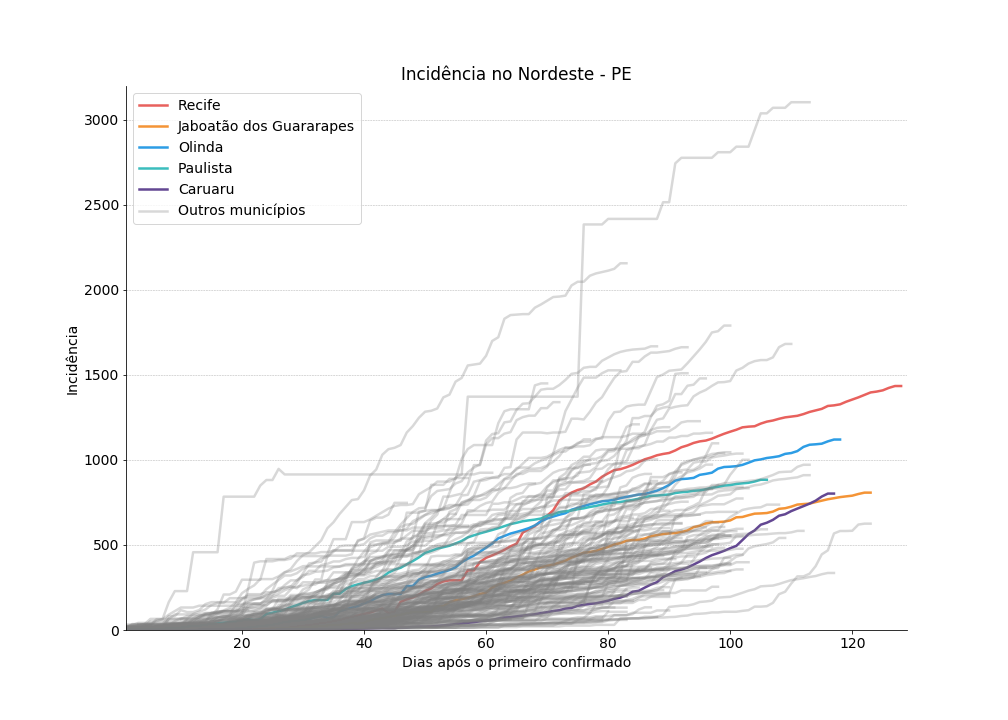 Incidência no Nordeste - PE
Recife
Jaboatão dos Guararapes
Olinda
Paulista
Caruaru
Outros municípios
Incidência
3000
2500
2000
1500
1000
500
0
20
40
60
80
100
120
Dias após o primeiro confirmado